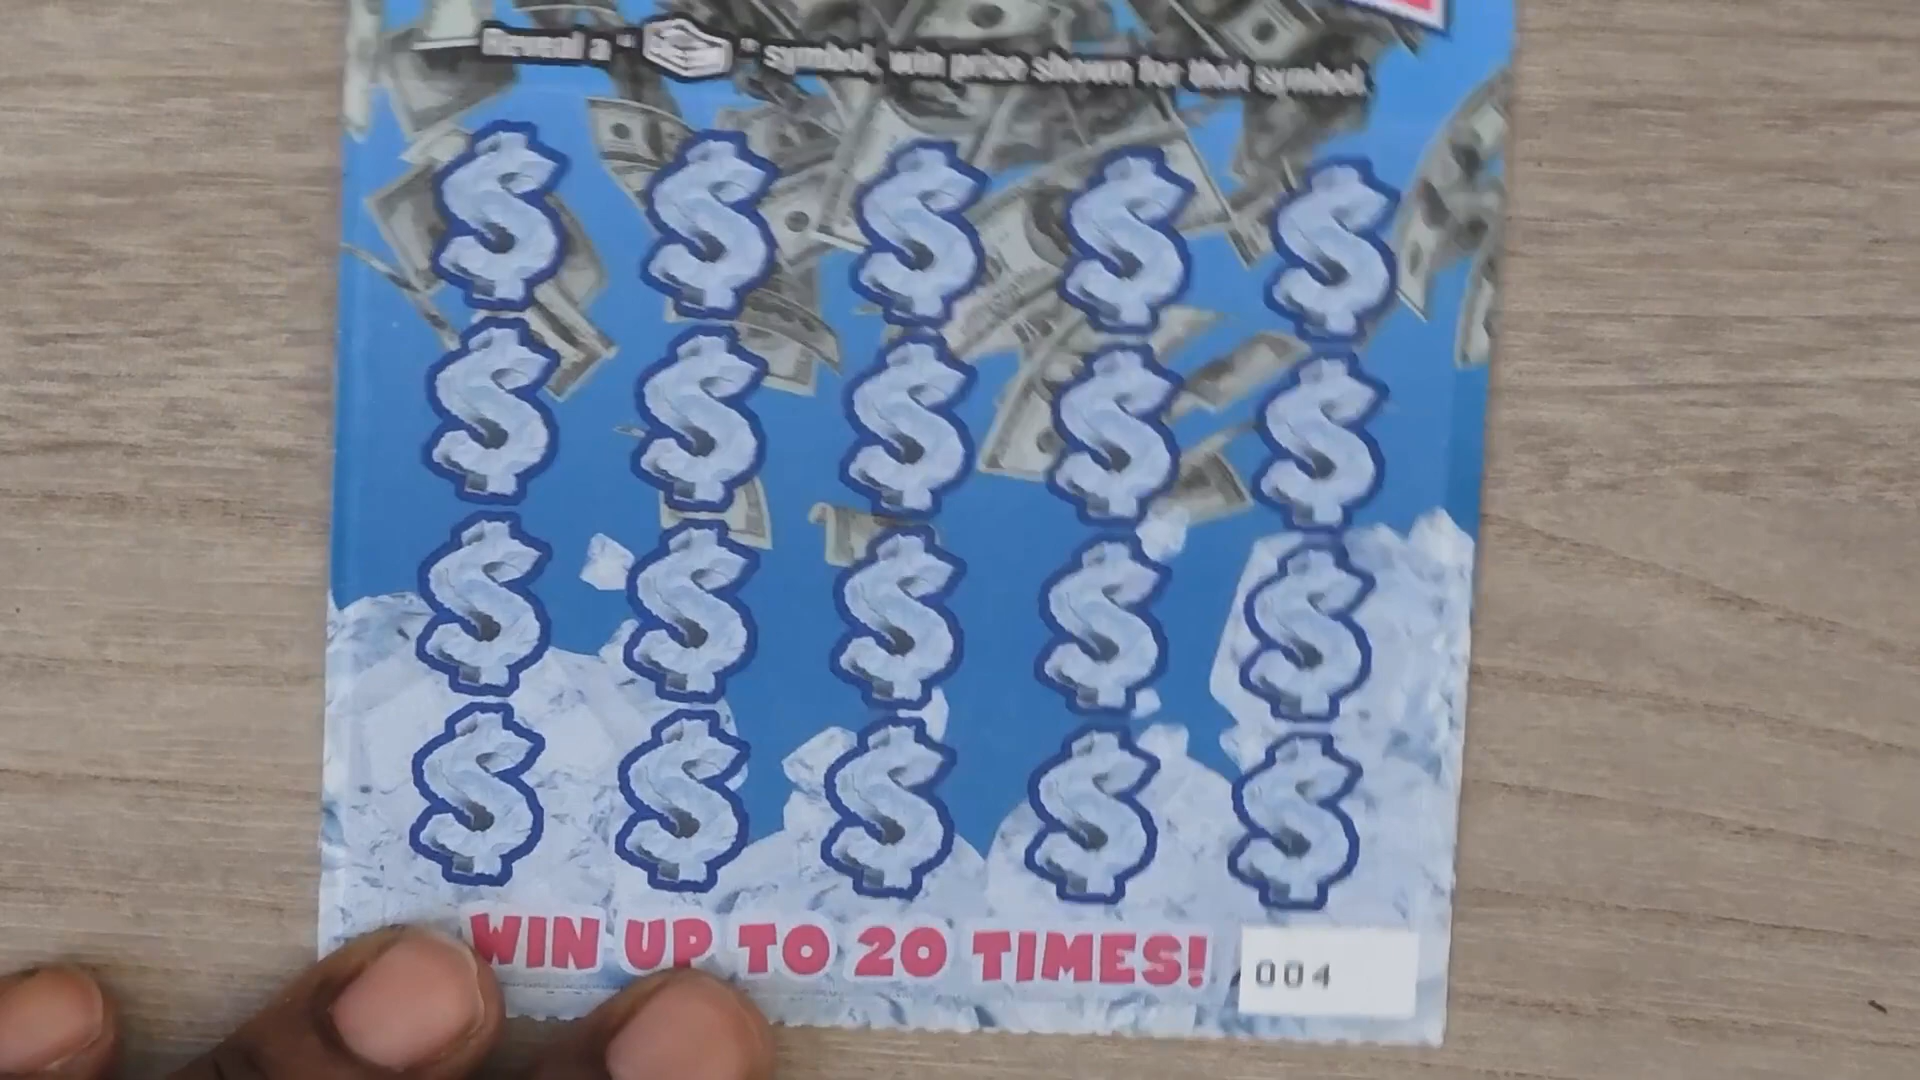 Reveal a " " symbol, win prize shown for that symbol.
WIN UP TO 20 TIMES!
004